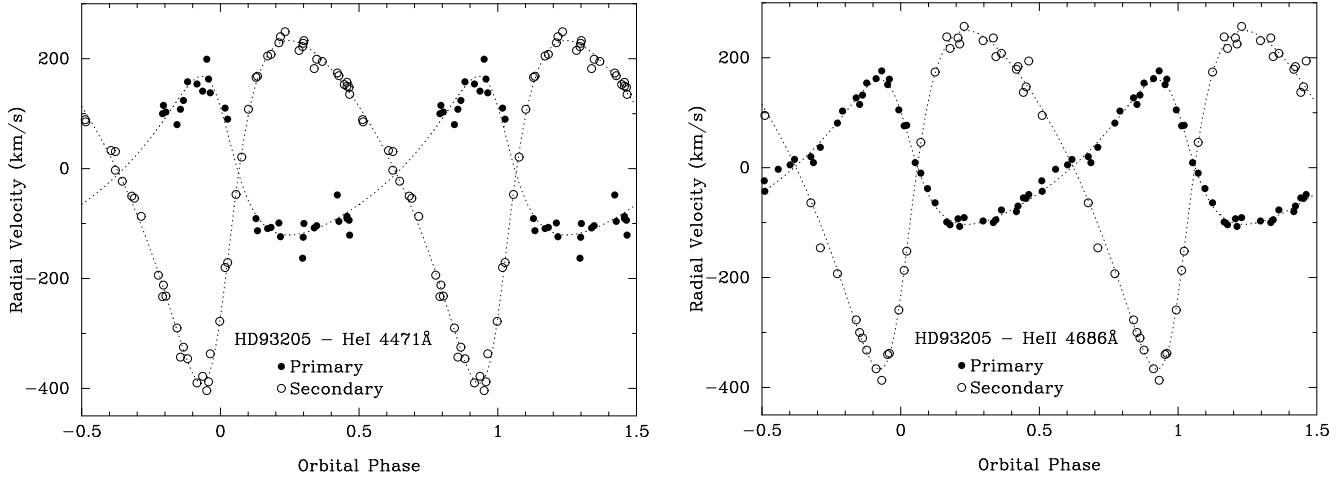 Radial Velocity (km/s)
200
0
−200
−400
HD93205 − HeI 4471Å
Primary
Secondary
−0.5
0
0.5
1
1.5
Orbital Phase
Radial Velocity (km/s)
200
0
−200
−400
HD93205 − HeII 4686Å
Primary
Secondary
−0.5
0
0.5
1
1.5
Orbital Phase